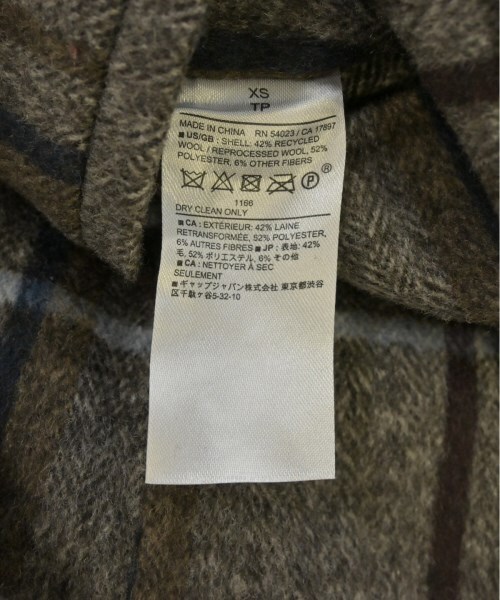 XS
TP
MADE IN CHINA RN 54023 / CA 17897
■ US/GB : SHELL: 42% RECYCLED
WOOL / REPROCESSED WOOL, 52%
POLYESTER, 6% OTHER FIBERS
P ®
1166
DRY CLEAN ONLY
■ CA : EXTÉRIEUR: 42% LAINE
RETRANSFORMÉE, 52% POLYESTER,
6% AUTRES FIBRES ■ JP : 表地: 42%
毛, 52% ポリエステル, 6% その他
■ CA : NETTOYER À SEC
SEULEMENT
■ギャップジャパン株式会社 東京都渋谷
区千駄ヶ谷5-32-10